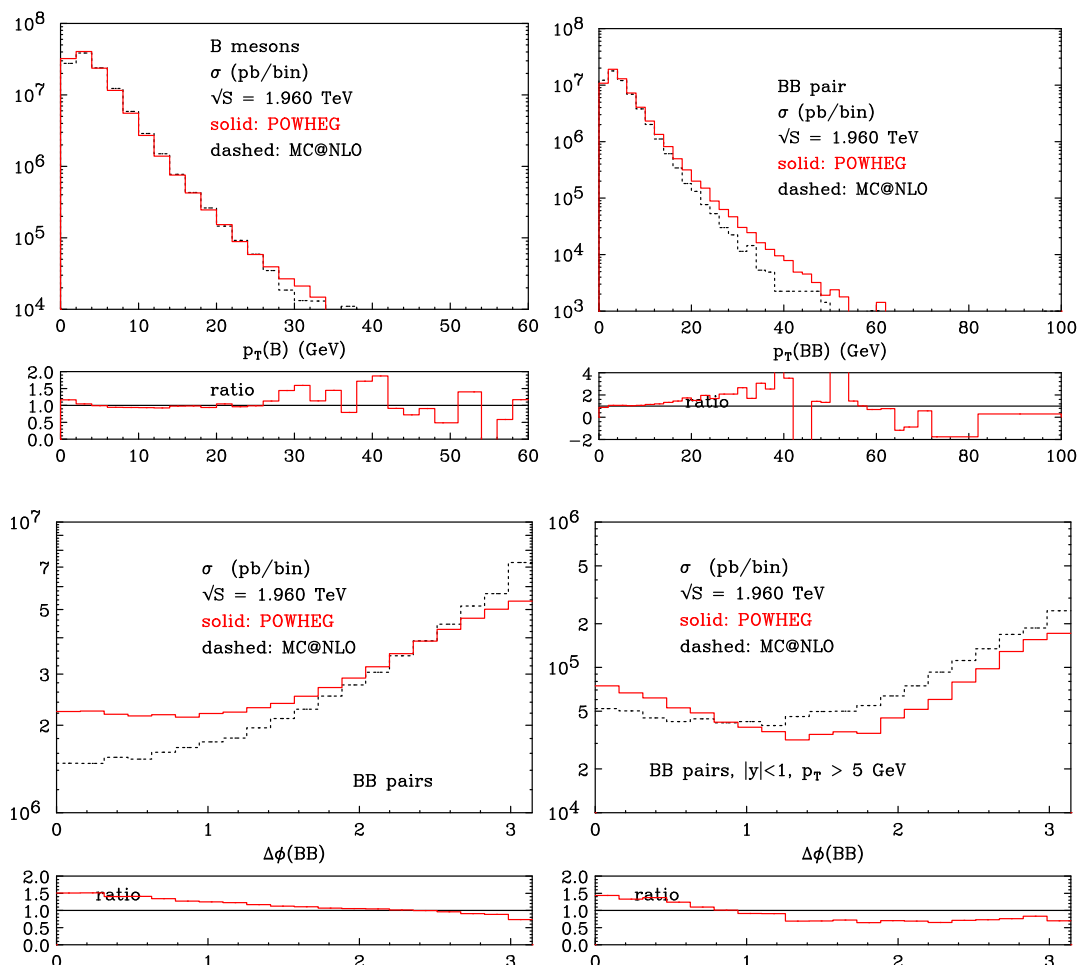 10^8
10^7
10^6
10^5
10^4
B mesons
σ (pb/bin)
√S = 1.960 TeV
solid: POWHEG
dashed: MC@NLO
0 10 20 30 40 50 60
p_T(B) (GeV)
2.0
1.5
1.0
0.5
0.0
ratio
0 10 20 30 40 50 60
10^8
10^7
10^6
10^5
10^4
10^3
BB pair
σ (pb/bin)
√S = 1.960 TeV
solid: POWHEG
dashed: MC@NLO
0 20 40 60 80 100
p_T(BB) (GeV)
4
2
0
−2
ratio
0 20 40 60 80 100
10^7
7
5
3
2
10^6
σ (pb/bin)
√S = 1.960 TeV
solid: POWHEG
dashed: MC@NLO
BB pairs
0 1 2 3
Δϕ(BB)
2.0
1.5
1.0
0.5
0.0
ratio
0 1 2 3
10^6
5
2
10^5
5
2
10^4
σ (pb/bin)
√S = 1.960 TeV
solid: POWHEG
dashed: MC@NLO
BB pairs, |y|<1, p_T > 5 GeV
0 1 2 3
Δϕ(BB)
2.0
1.5
1.0
0.5
0.0
ratio
0 1 2 3